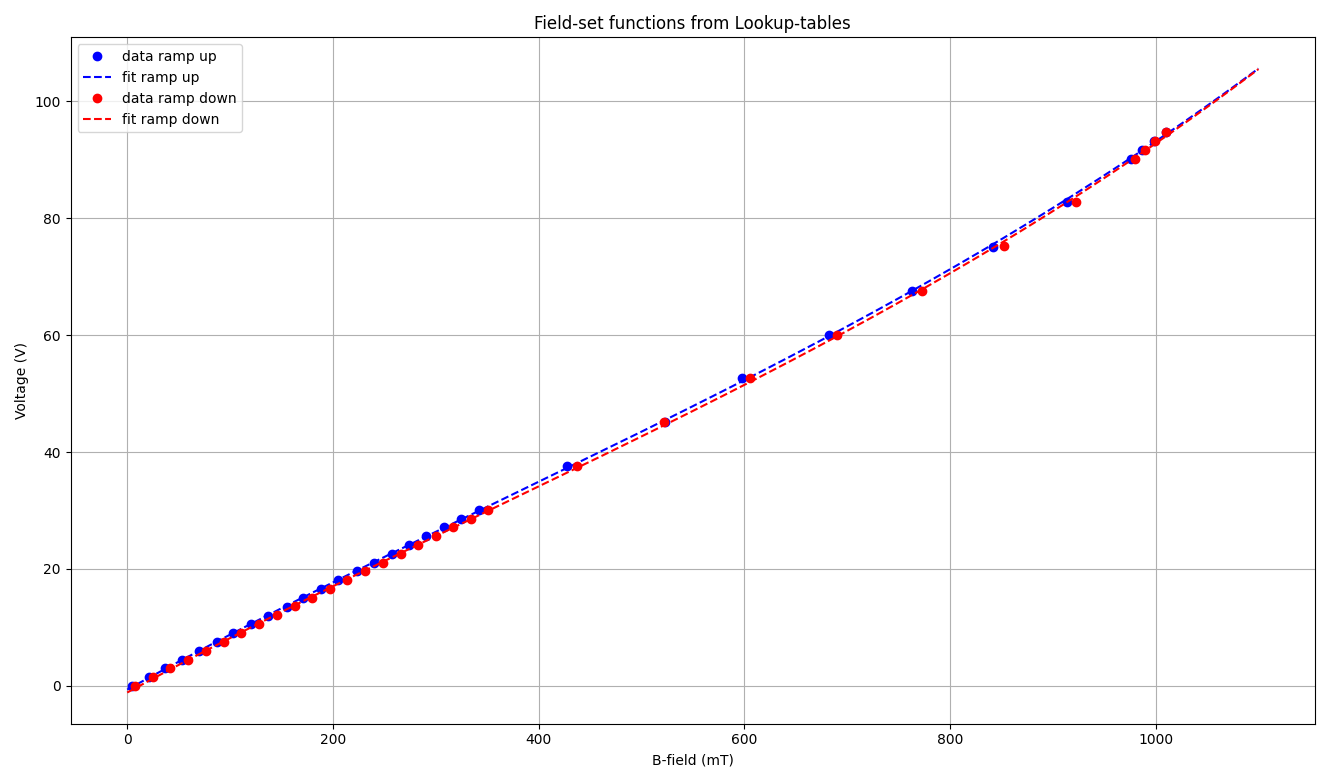 Field-set functions from Lookup-tables
data ramp up
fit ramp up
data ramp down
fit ramp down
Voltage (V)
100
80
60
40
20
0
0 200 400 600 800 1000
B-field (mT)